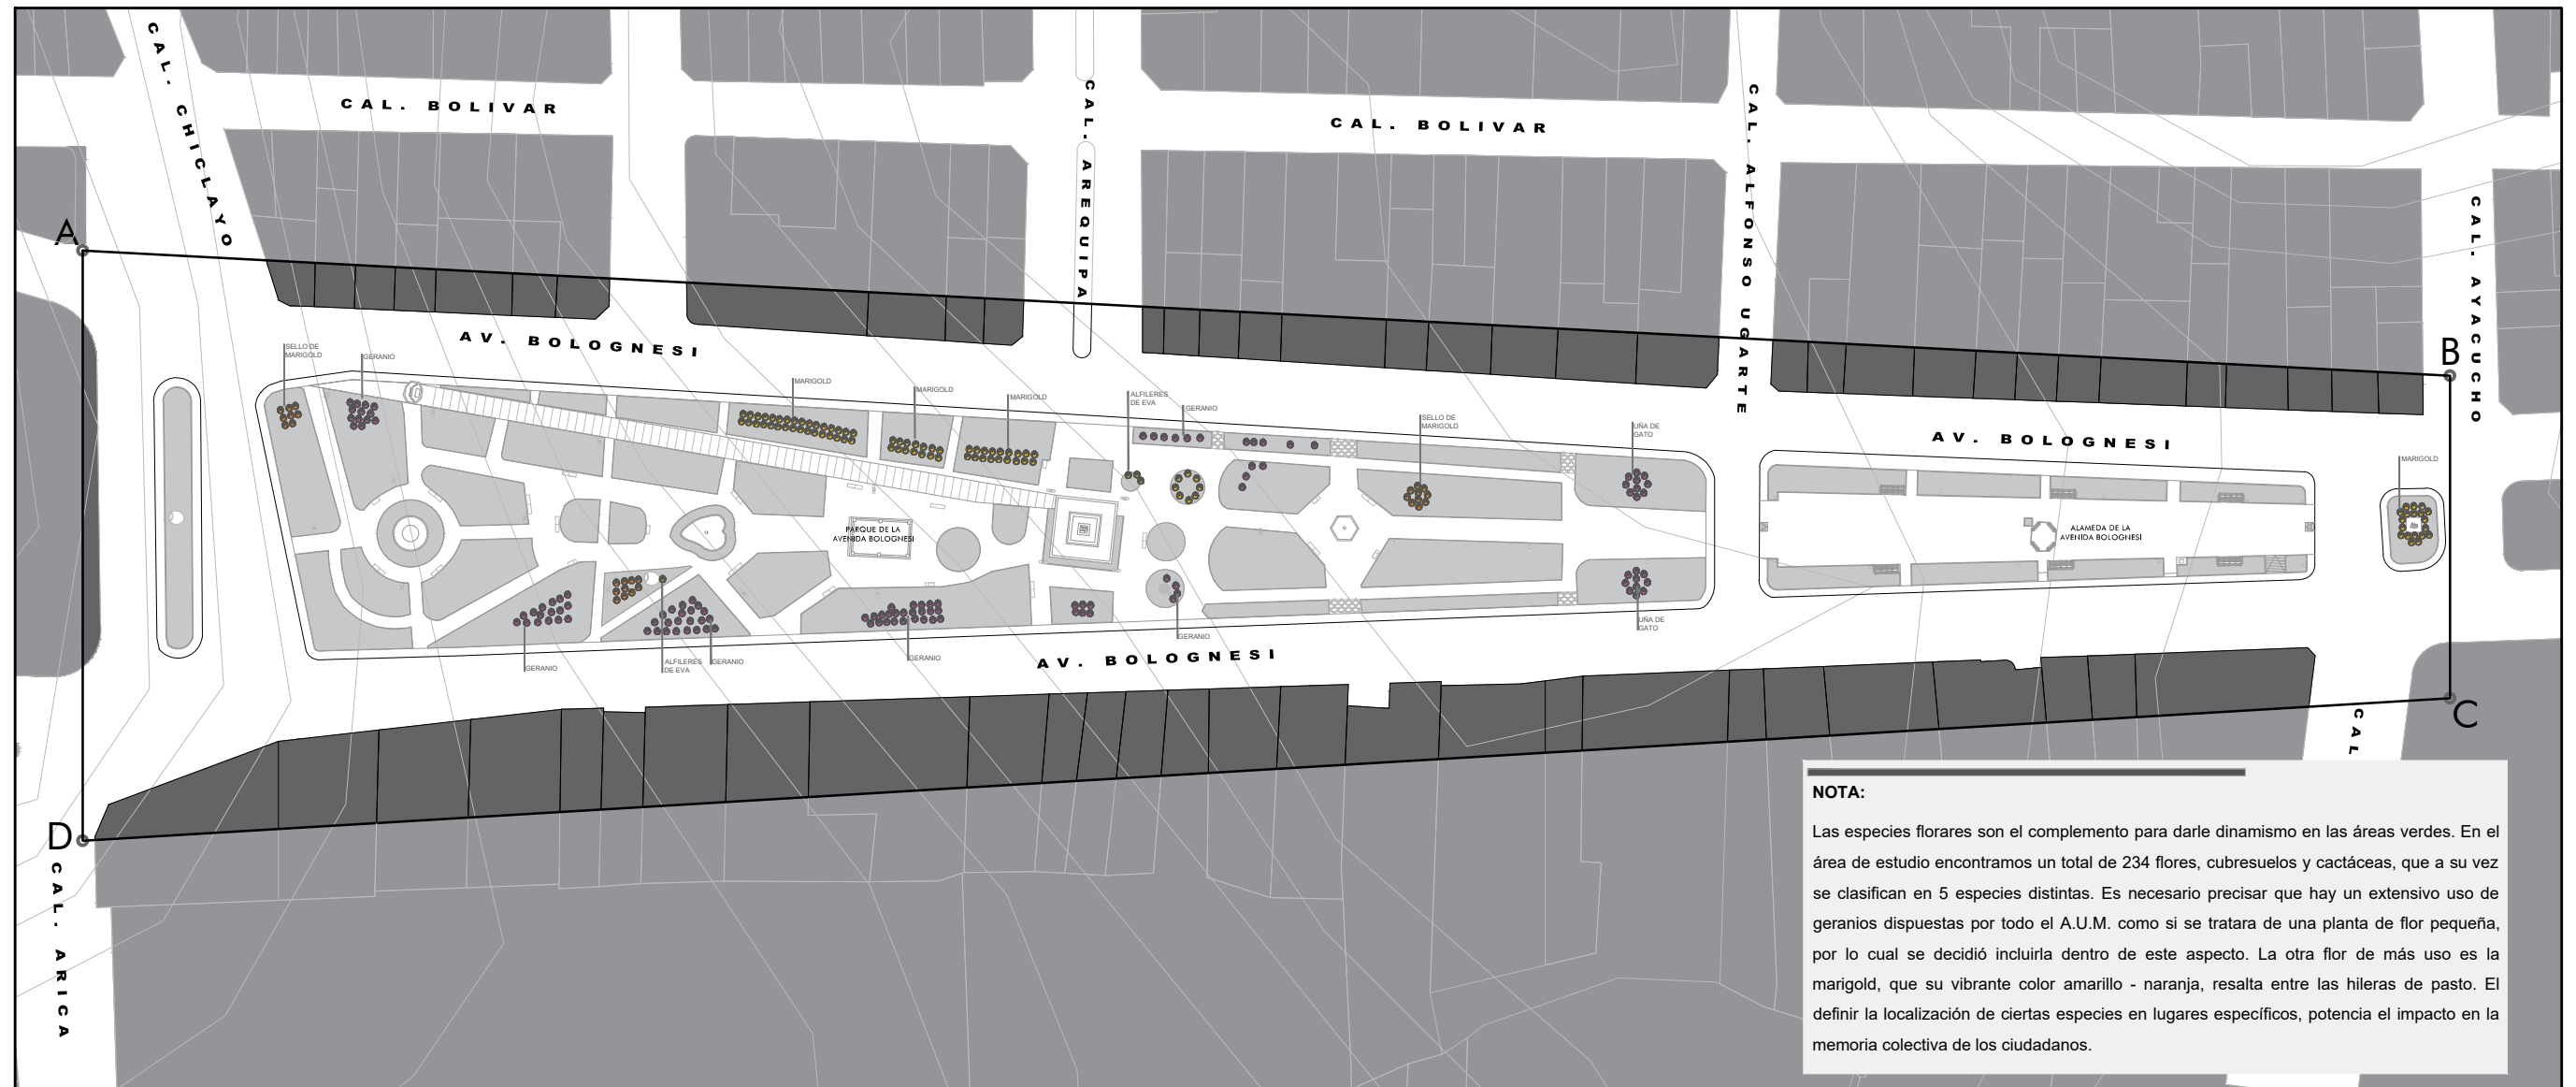 CAL. CHICLAYO
CAL. BOLIVAR
CAL. AREQUIPA
CAL. BOLIVAR
CAL. ALFONSO UGARTE
CAL. AYACUCHO
A
B
AV. BOLOGNESI
AV. BOLOGNESI
SELLO DE
MARIGOLD
GERANIO
MARIGOLD
MARIGOLD
MARIGOLD
ALFILERES
DE EVA
GERANIO
SELLO DE
MARIGOLD
UÑA DE
GATO
MARIGOLD
PARQUE DE LA
AVENIDA BOLOGNESI
ALAMEDA DE LA
AVENIDA BOLOGNESI
GERANIO
ALFILERES
DE EVA
GERANIO
GERANIO
GERANIO
UÑA DE
GATO
AV. BOLOGNESI
C
D
CAL
CAL. ARICA
NOTA:
Las especies florares son el complemento para darle dinamismo en las áreas verdes. En el
área de estudio encontramos un total de 234 flores, cubresuelos y cactáceas, que a su vez
se clasifican en 5 especies distintas. Es necesario precisar que hay un extensivo uso de
geranios dispuestas por todo el A.U.M. como si se tratara de una planta de flor pequeña,
por lo cual se decidió incluirla dentro de este aspecto. La otra flor de más uso es la
marigold, que su vibrante color amarillo - naranja, resalta entre las hileras de pasto. El
definir la localización de ciertas especies en lugares específicos, potencia el impacto en la
memoria colectiva de los ciudadanos.